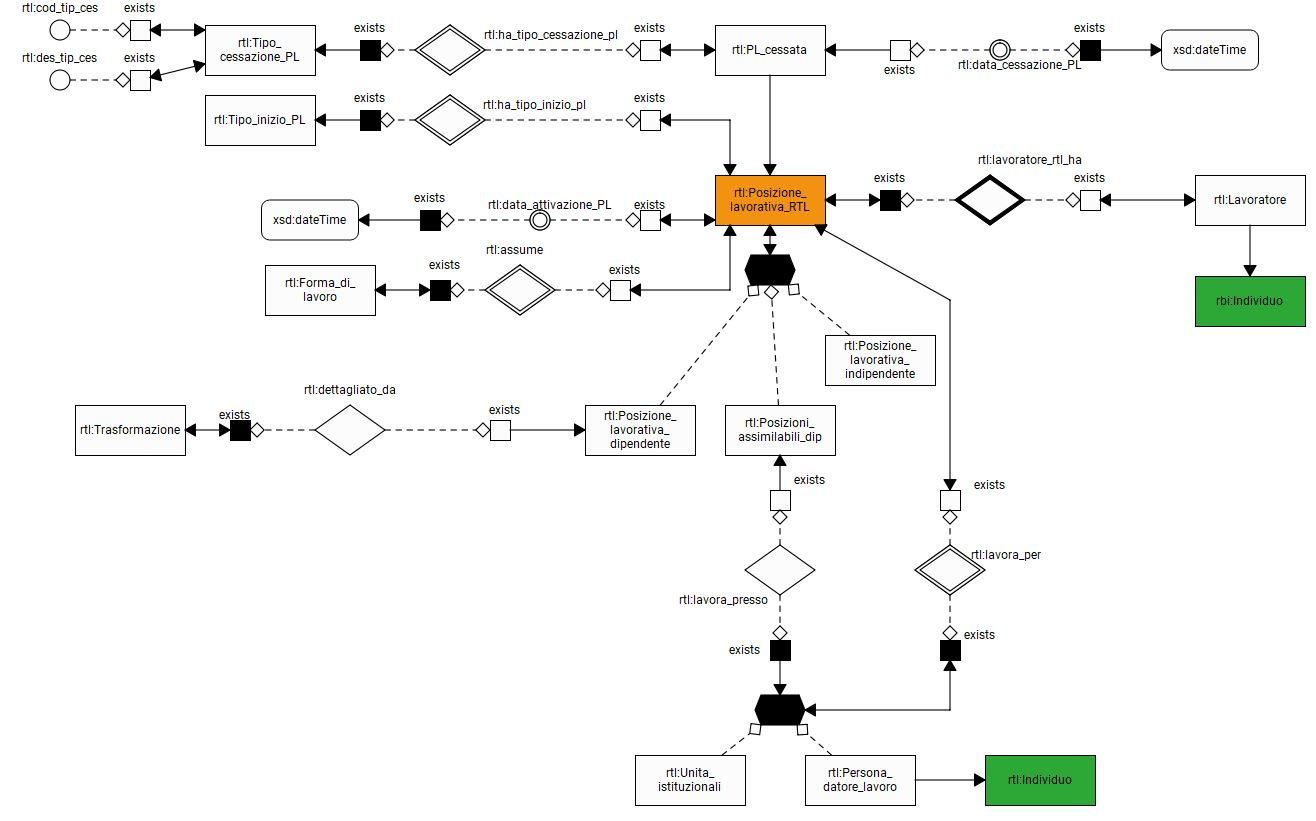 rtl:cod_tip_ces
exists
rtl:des_tip_ces
exists
rtl:Tipo_
cessazione_PL
exists
rtl:ha_tipo_cessazione_pl
exists
rtl:PL_cessata
exists
rtl:data_cessazione_PL
exists
xsd:dateTime
rtl:Tipo_inizio_PL
exists
rtl:ha_tipo_inizio_pl
exists
rtl:Posizione_
lavorativa_RTL
exists
rtl:lavoratore_rtl_ha
exists
rtl:Lavoratore
xsd:dateTime
exists
rtl:data_attivazione_PL
exists
rtl:Forma_di_
lavoro
exists
rtl:assume
exists
rbi:Individuo
rtl:Posizione_
lavorativa_
indipendente
rtl:Trasformazione
exists
rtl:dettagliato_da
exists
rtl:Posizione_
lavorativa_
dipendente
rtl:Posizioni_
assimilabili_dip
exists
exists
rtl:lavora_per
rtl:lavora_presso
exists
exists
rtl:Unita_
istituzionali
rtl:Persona_
datore_lavoro
rtl:Individuo